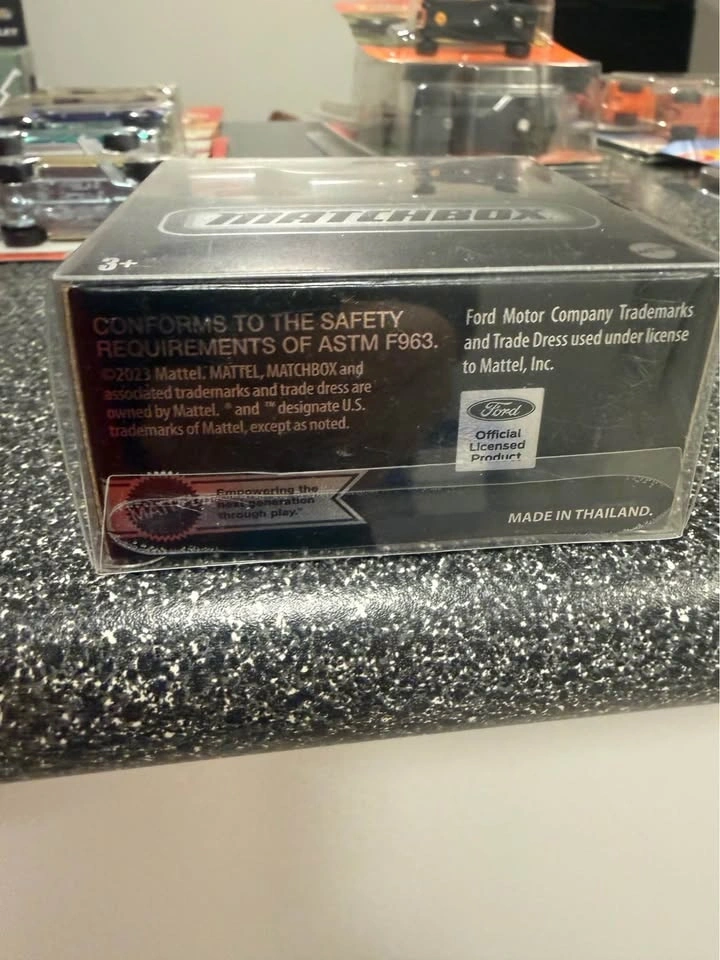 MATCHBOX
3+
CONFORMS TO THE SAFETY
REQUIREMENTS OF ASTM F963.
©2023 Mattel. MATTEL, MATCHBOX and
associated trademarks and trade dress are
owned by Mattel. ® and ™ designate U.S.
trademarks of Mattel, except as noted.
Ford Motor Company Trademarks
and Trade Dress used under license
to Mattel, Inc.
Ford
Official
Licensed
Product
Empowering the
next generation
through play.™
MADE IN THAILAND.